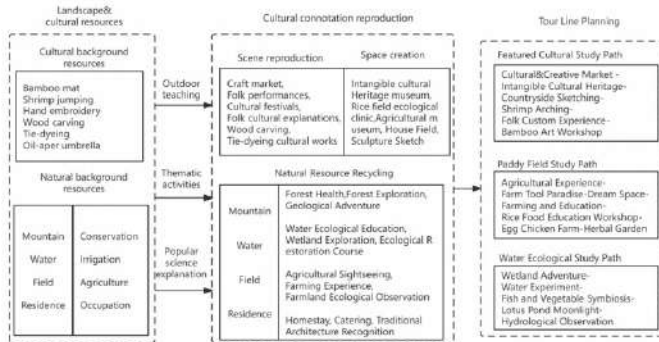 Landscape&
cultural resources
Cultural background
resources
Bamboo mat
Shrimp jumping
Hand embroidery
Wood carving
Tie-dyeing
Oil-aper umbrella
Natural background
resources
Mountain
Water
Field
Residence
Conservation
Irrigation
Agriculture
Occupation
Outdoor
teaching
Thematic
activities
Popular
science
explanation
Cultural connotation reproduction
Scene reproduction
Craft market,
Folk performances,
Cultural festivals,
Folk cultural explanations,
Wood carving,
Tie-dyeing cultural works
Space creation
Intangible cultural
Heritage museum,
Rice field ecological
clinic,Agricultural m
useum, House Field,
Sculpture Sketch
Natural Resource Recycling
Mountain
Forest Health,Forest Exploration,
Geological Adventure
Water
Water Ecological Education,
Wetland Exploration, Ecological R
estoration Course
Field
Agricultural Sightseeing,
Farming Experience,
Farmland Ecological Observation
Residence
Homestay, Catering, Traditional
Architecture Recognition
Tour Line Planning
Featured Cultural Study Path
Cultural&Creative Market -
Intangible Cultural Heritage-
Countryside Sketching-
Shrimp Arching-
Folk Custom Experience-
Bamboo Art Workshop
Paddy Field Study Path
Agricultural Experience-
Farm Tool Paradise-Dream Space-
Farming and Education-
Rice Food Education Workshop-
Egg Chicken Farm-Herbal Garden
Water Ecological Study Path
Wetland Adventure-
Water Experiment-
Fish and Vegetable Symbiosis-
Lotus Pond Moonlight-
Hydrological Observation